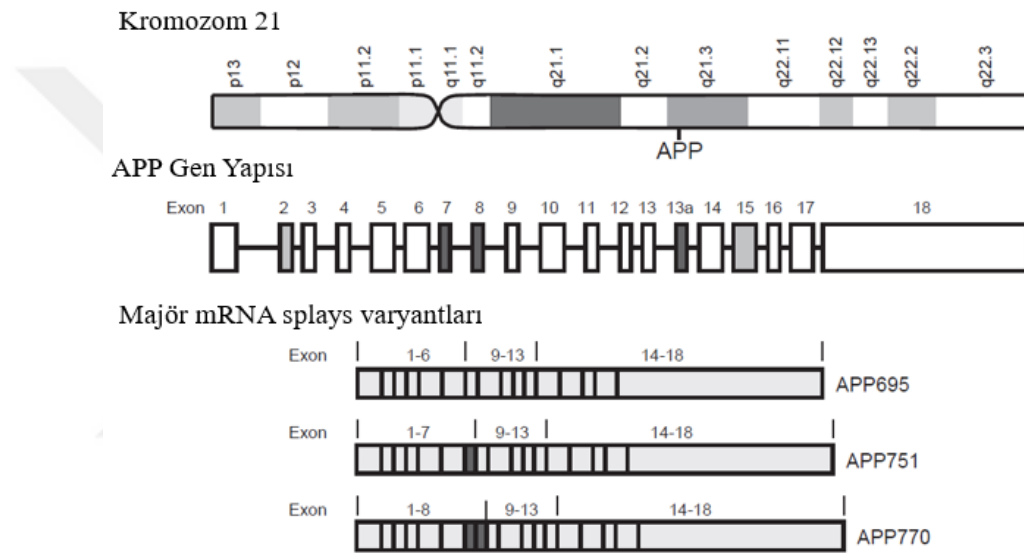 Kromozom 21
p13 p12 p11.2 p11.1 q11.1 q11.2 q21.1 q21.2 q21.3 q22.11 q22.12 q22.13 q22.2 q22.3
APP
APP Gen Yapısı
Exon 1 2 3 4 5 6 7 8 9 10 11 12 13 13a 14 15 16 17 18
Majör mRNA splays varyantları
Exon 1-6 9-13 14-18
APP695
Exon 1-7 9-13 14-18
APP751
Exon 1-8 9-13 14-18
APP770